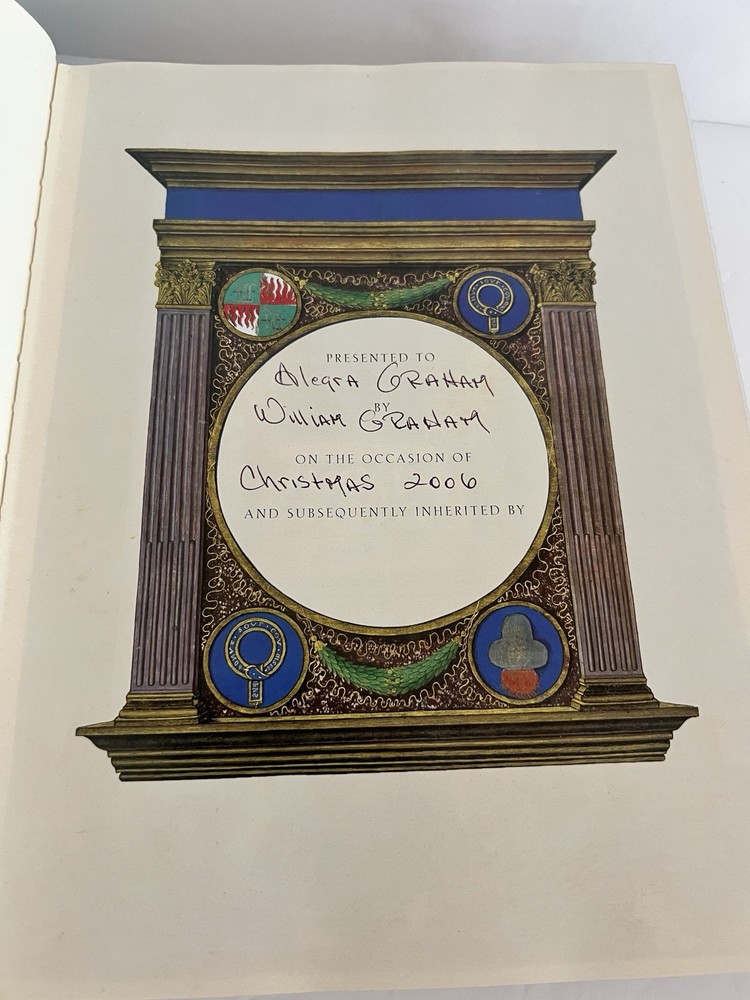 PRESENTED TO
Alegra GRAHAM
BY
William GRAHAM
ON THE OCCASION OF
Christmas 2006
AND SUBSEQUENTLY INHERITED BY